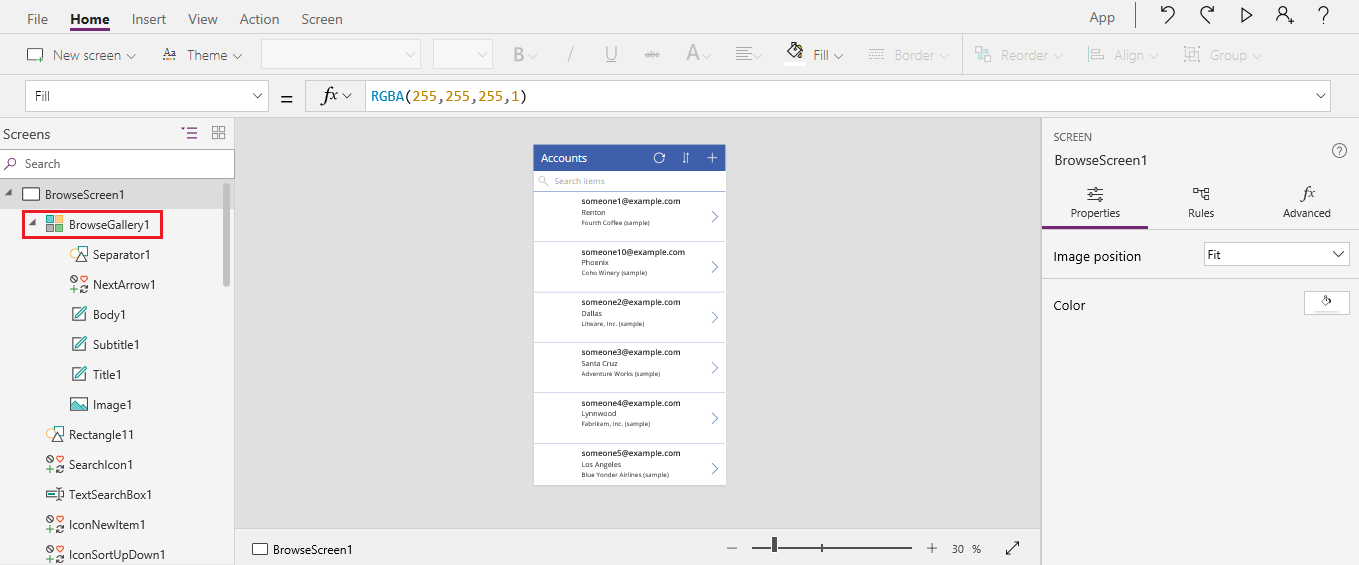 File Home Insert View Action Screen App ?
New screen Theme B / U abc A Fill Border Reorder Align Group
Fill = fx RGBA(255,255,255,1)
Screens
Search
BrowseScreen1
BrowseGallery1
Separator1
NextArrow1
Body1
Subtitle1
Title1
Image1
Rectangle11
SearchIcon1
TextSearchBox1
IconNewItem1
IconSortUpDown1
Accounts
Search items
someone1@example.com
Renton
Fourth Coffee (sample)
someone10@example.com
Phoenix
Coho Winery (sample)
someone2@example.com
Dallas
Litware, Inc. (sample)
someone3@example.com
Santa Cruz
Adventure Works (sample)
someone4@example.com
Lynnwood
Fabrikam, Inc. (sample)
someone5@example.com
Los Angeles
Blue Yonder Airlines (sample)
BrowseScreen1 30 %
SCREEN
BrowseScreen1 ?
fx
Properties Rules Advanced
Image position Fit
Color